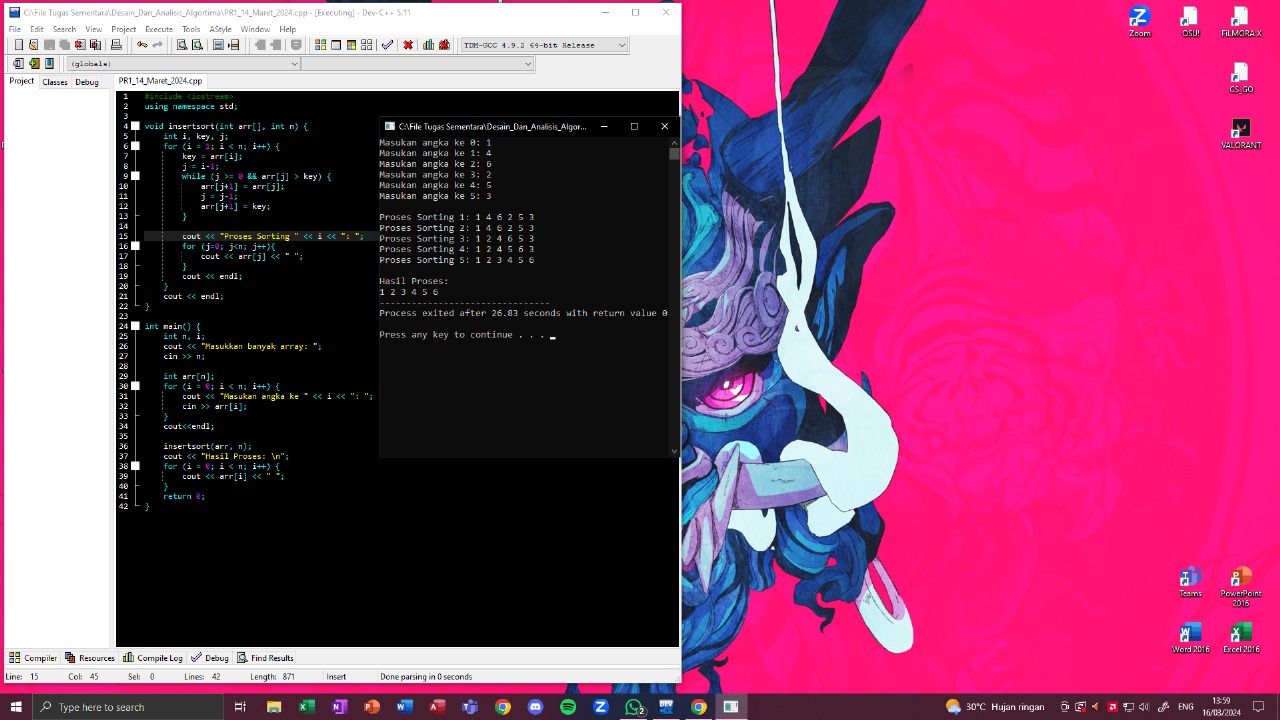 C:\File Tugas Sementara\Desain_Dan_Analisis_Algortima\PR1_14_Maret_2024.cpp - [Executing] - Dev-C++ 5.11
File Edit Search View Project Execute Tools AStyle Window Help
TDM-GCC 4.9.2 64-bit Release
(globals)
Project Classes Debug
PR1_14_Maret_2024.cpp
1 #include <iostream>
2 using namespace std;
3
4 void insertsort(int arr[], int n) {
5 int i, key, j;
6 for (i = 1; i < n; i++) {
7 key = arr[i];
8 j = i-1;
9 while (j >= 0 && arr[j] > key) {
10 arr[j+1] = arr[j];
11 j = j-1;
12 arr[j+1] = key;
13 }
14
15 cout << "Proses Sorting " << i << ": ";
16 for (j=0; j<n; j++){
17 cout << arr[j] << " ";
18 }
19 cout << endl;
20 }
21 cout << endl;
22 }
23
24 int main() {
25 int n, i;
26 cout << "Masukkan banyak array: ";
27 cin >> n;
28
29 int arr[n];
30 for (i = 0; i < n; i++) {
31 cout << "Masukan angka ke " << i << ": ";
32 cin >> arr[i];
33 }
34 cout<<endl;
35
36 insertsort(arr, n);
37 cout << "Hasil Proses: \n";
38 for (i = 0; i < n; i++) {
39 cout << arr[i] << " ";
40 }
41 return 0;
42 }
C:\File Tugas Sementara\Desain_Dan_Analisis_Algor...
Masukan angka ke 0: 1
Masukan angka ke 1: 4
Masukan angka ke 2: 6
Masukan angka ke 3: 2
Masukan angka ke 4: 5
Masukan angka ke 5: 3
Proses Sorting 1: 1 4 6 2 5 3
Proses Sorting 2: 1 4 6 2 5 3
Proses Sorting 3: 1 2 4 6 5 3
Proses Sorting 4: 1 2 4 5 6 3
Proses Sorting 5: 1 2 3 4 5 6
Hasil Proses:
1 2 3 4 5 6
--------------------------------
Process exited after 26.83 seconds with return value 0
Press any key to continue . . .
Compiler Resources Compile Log Debug Find Results
Line: 15 Col: 45 Sel: 0 Lines: 42 Length: 871 Insert Done parsing in 0 seconds
Zoom
OSU!
FILMORA X
CS_GO
VALORANT
Teams
PowerPoint 2016
Word 2016
Excel 2016
Type here to search
2
30°C Hujan ringan
ENG
13:59
16/03/2024